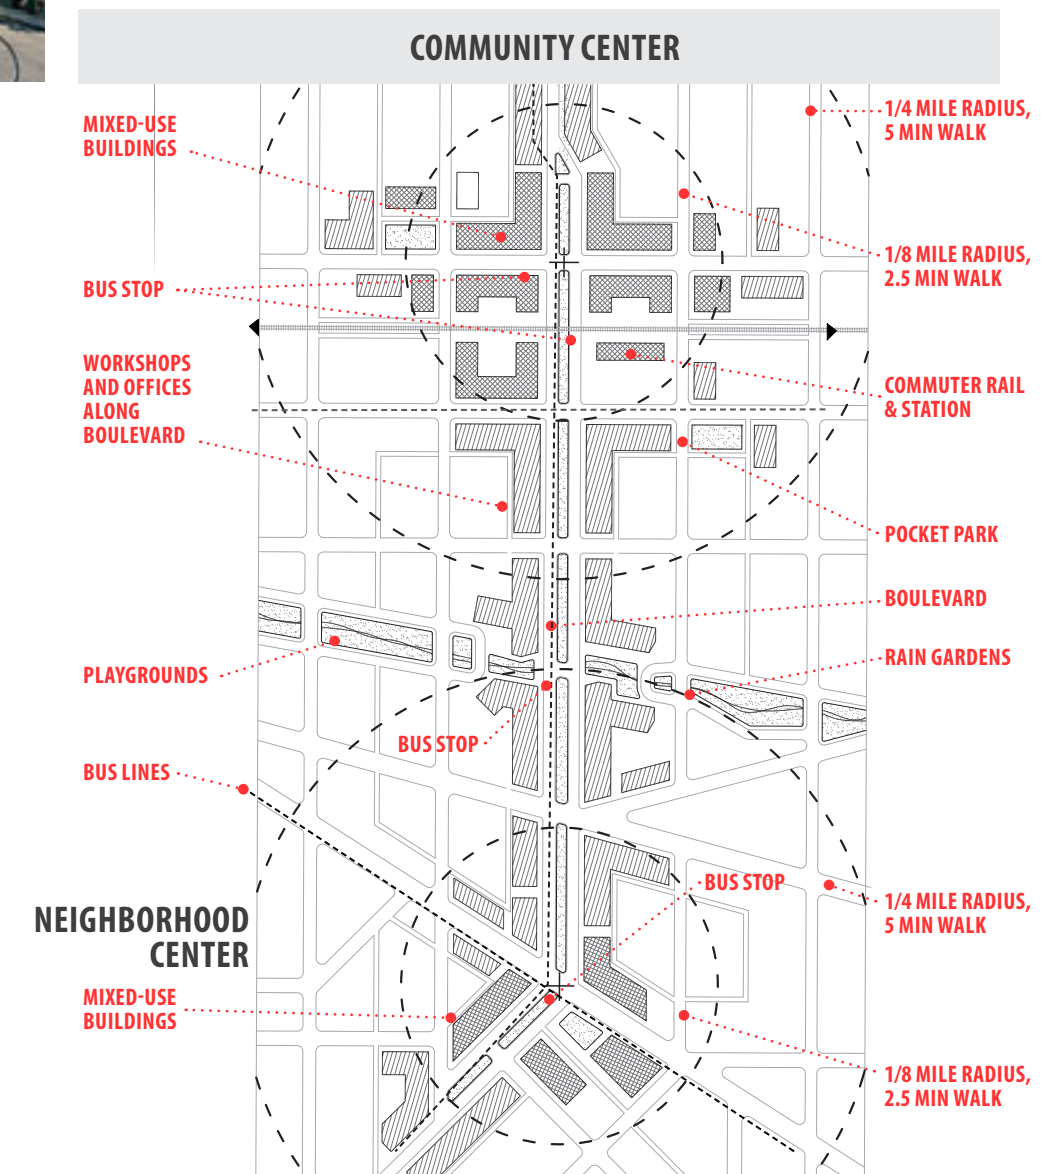 COMMUNITY CENTER
1/4 MILE RADIUS,
5 MIN WALK
MIXED-USE
BUILDINGS
1/8 MILE RADIUS,
2.5 MIN WALK
BUS STOP
WORKSHOPS
AND OFFICES
ALONG
BOULEVARD
COMMUTER RAIL
& STATION
POCKET PARK
BOULEVARD
RAIN GARDENS
PLAYGROUNDS
BUS STOP
BUS LINES
BUS STOP
1/4 MILE RADIUS,
5 MIN WALK
NEIGHBORHOOD
CENTER
MIXED-USE
BUILDINGS
1/8 MILE RADIUS,
2.5 MIN WALK